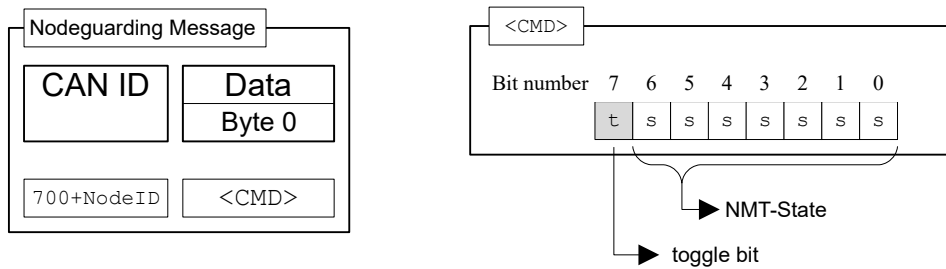 Nodeguarding Message
CAN ID
Data
Byte 0
700+NodeID
<CMD>
<CMD>
Bit number 7 6 5 4 3 2 1 0
t s s s s s s s
NMT-State
toggle bit